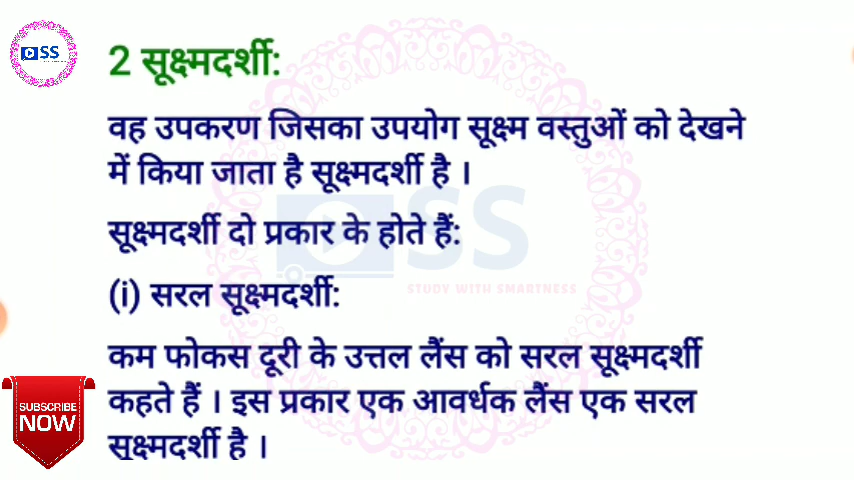 SS
2 सूक्ष्मदर्शी:
वह उपकरण जिसका उपयोग सूक्ष्म वस्तुओं को देखने
में किया जाता है सूक्ष्मदर्शी है ।
सूक्ष्मदर्शी दो प्रकार के होते हैं:
SS
STUDY WITH SMARTNESS
(i) सरल सूक्ष्मदर्शी:
कम फोकस दूरी के उत्तल लैंस को सरल सूक्ष्मदर्शी
कहते हैं । इस प्रकार एक आवर्धक लैंस एक सरल
सूक्ष्मदर्शी है ।
SUBSCRIBE
NOW